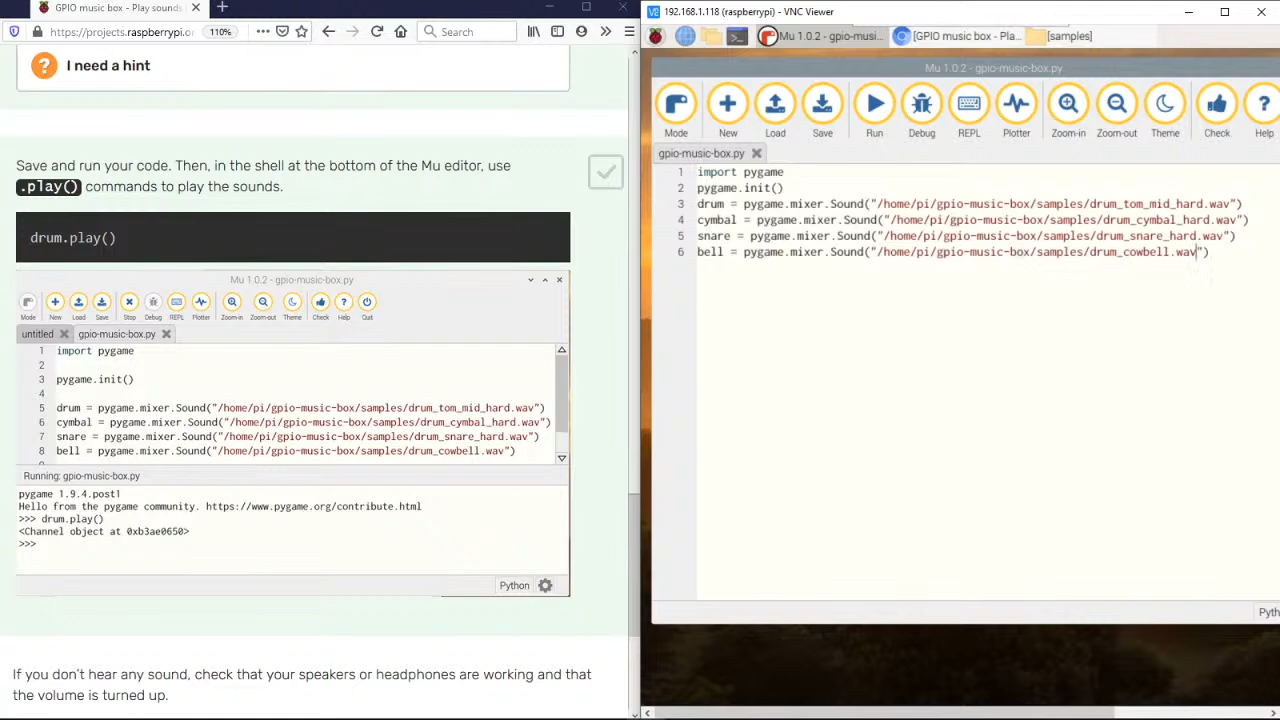 GPIO music box - Play sounds
https://projects.raspberrypi.o
110%
Search
I need a hint
Save and run your code. Then, in the shell at the bottom of the Mu editor, use
.play() commands to play the sounds.
drum.play()
Mu 1.0.2 - gpio-music-box.py
Mode New Load Save Stop Debug REPL Plotter Zoom-in Zoom-out Theme Check Help Quit
untitled gpio-music-box.py
1 import pygame
2
3 pygame.init()
4
5 drum = pygame.mixer.Sound("/home/pi/gpio-music-box/samples/drum_tom_mid_hard.wav")
6 cymbal = pygame.mixer.Sound("/home/pi/gpio-music-box/samples/drum_cymbal_hard.wav")
7 snare = pygame.mixer.Sound("/home/pi/gpio-music-box/samples/drum_snare_hard.wav")
8 bell = pygame.mixer.Sound("/home/pi/gpio-music-box/samples/drum_cowbell.wav")
Running: gpio-music-box.py
pygame 1.9.4.post1
Hello from the pygame community. https://www.pygame.org/contribute.html
>>> drum.play()
<Channel object at 0xb3ae0650>
>>>
Python
If you don't hear any sound, check that your speakers or headphones are working and that
the volume is turned up.
192.168.1.118 (raspberrypi) - VNC Viewer
Mu 1.0.2 - gpio-musi... [GPIO music box - Pla... [samples]
Mu 1.0.2 - gpio-music-box.py
Mode New Load Save Run Debug REPL Plotter Zoom-in Zoom-out Theme Check Help
gpio-music-box.py
1 import pygame
2 pygame.init()
3 drum = pygame.mixer.Sound("/home/pi/gpio-music-box/samples/drum_tom_mid_hard.wav")
4 cymbal = pygame.mixer.Sound("/home/pi/gpio-music-box/samples/drum_cymbal_hard.wav")
5 snare = pygame.mixer.Sound("/home/pi/gpio-music-box/samples/drum_snare_hard.wav")
6 bell = pygame.mixer.Sound("/home/pi/gpio-music-box/samples/drum_cowbell.wav")
Pyth